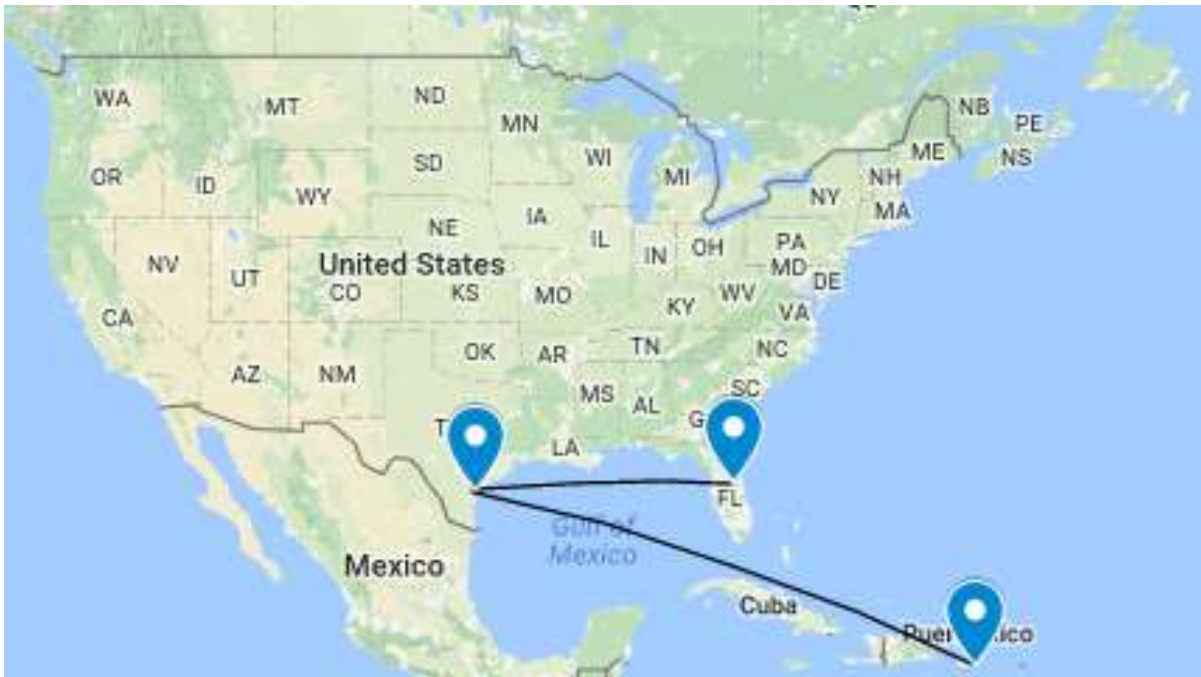 WA
MT
ND
MN
NB
PE
NS
ME
OR
ID
WY
SD
WI
MI
NY
NH
MA
NE
IA
IL
IN
OH
PA
MD
DE
NV
UT
United States
CO
KS
MO
KY
WV
VA
CA
AZ
NM
OK
AR
TN
NC
MS
AL
SC
LA
FL
Gulf of
Mexico
Mexico
Cuba